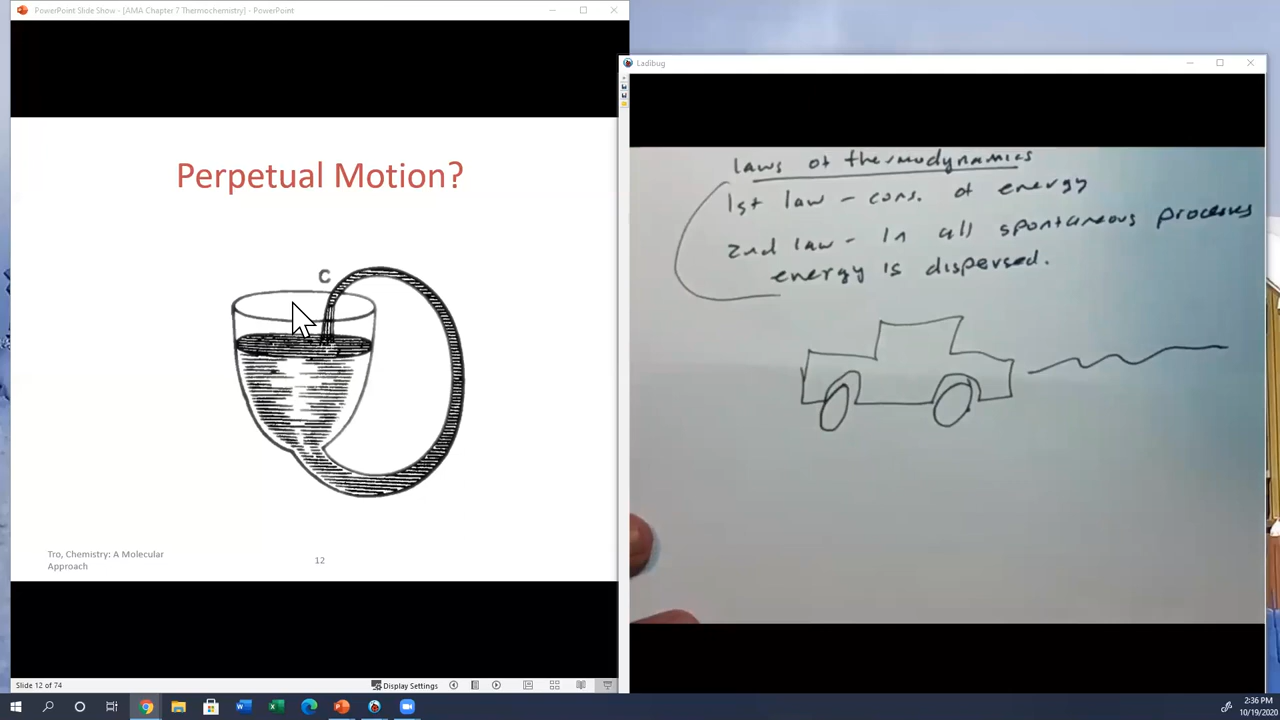 PowerPoint Slide Show - [AMA Chapter 7 Thermochemistry] - PowerPoint
Perpetual Motion?
C
Tro, Chemistry: A Molecular
Approach
12
Slide 12 of 74
Display Settings
Ladibug
laws of thermodynamics
1st law - cons. of energy
2nd law - In all spontaneous processes
energy is dispersed.
2:36 PM
10/19/2020